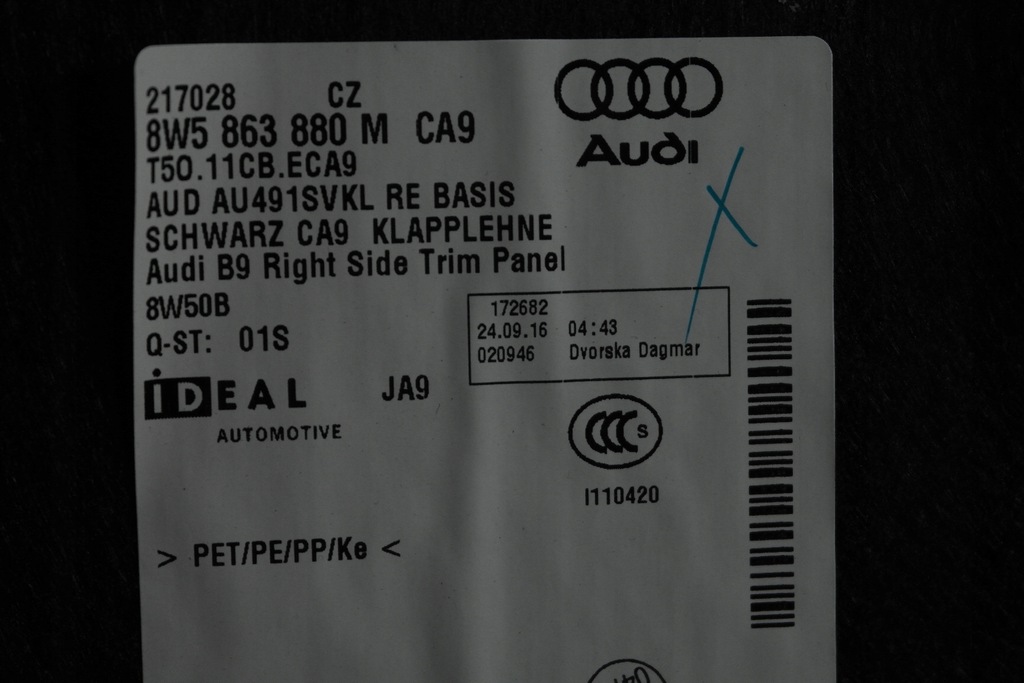 217028 CZ
8W5 863 880 M CA9
T50.11CB.ECA9
AUD AU491SVKL RE BASIS
SCHWARZ CA9 KLAPPLEHNE
Audi B9 Right Side Trim Panel
8W50B
Q-ST: 01S
Audi
172682
24.09.16 04:43
020946 Dvorska Dagmar
iDEAL JA9
AUTOMOTIVE
CCC S
I110420
> PET/PE/PP/Ke <